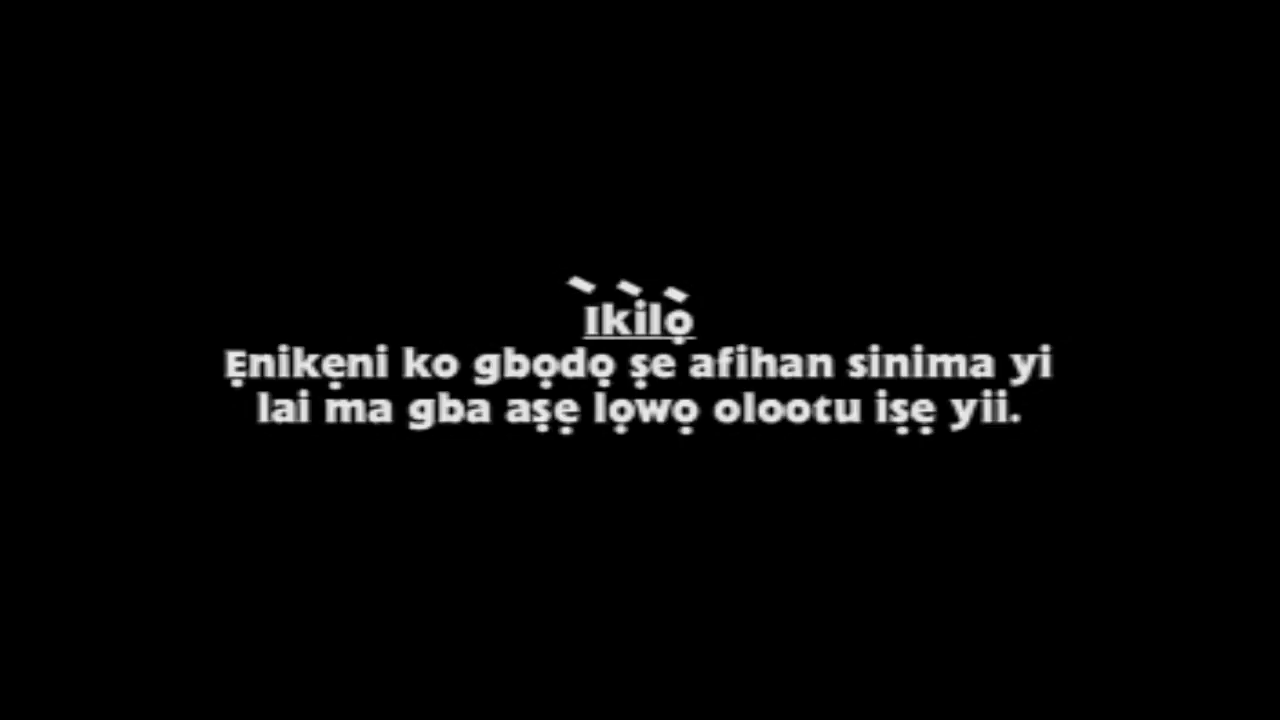 Ìkìlọ̀
Ẹnikẹni ko gbọdọ ṣe afihan sinima yi
lai ma gba aṣẹ lọwọ olootu iṣẹ yii.